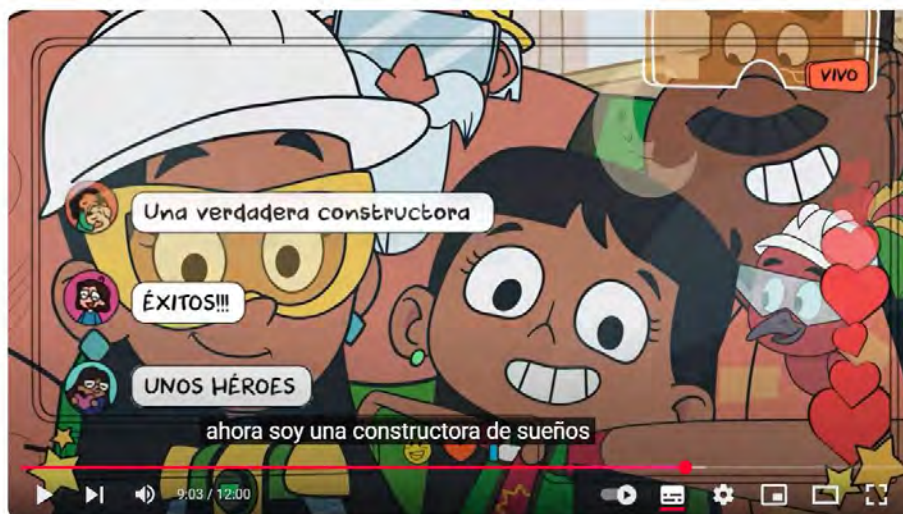 VIVO
Una verdadera constructora
ÉXITOS!!!
UNOS HÉROES
ahora soy una constructora de sueños
9:03 / 12:00